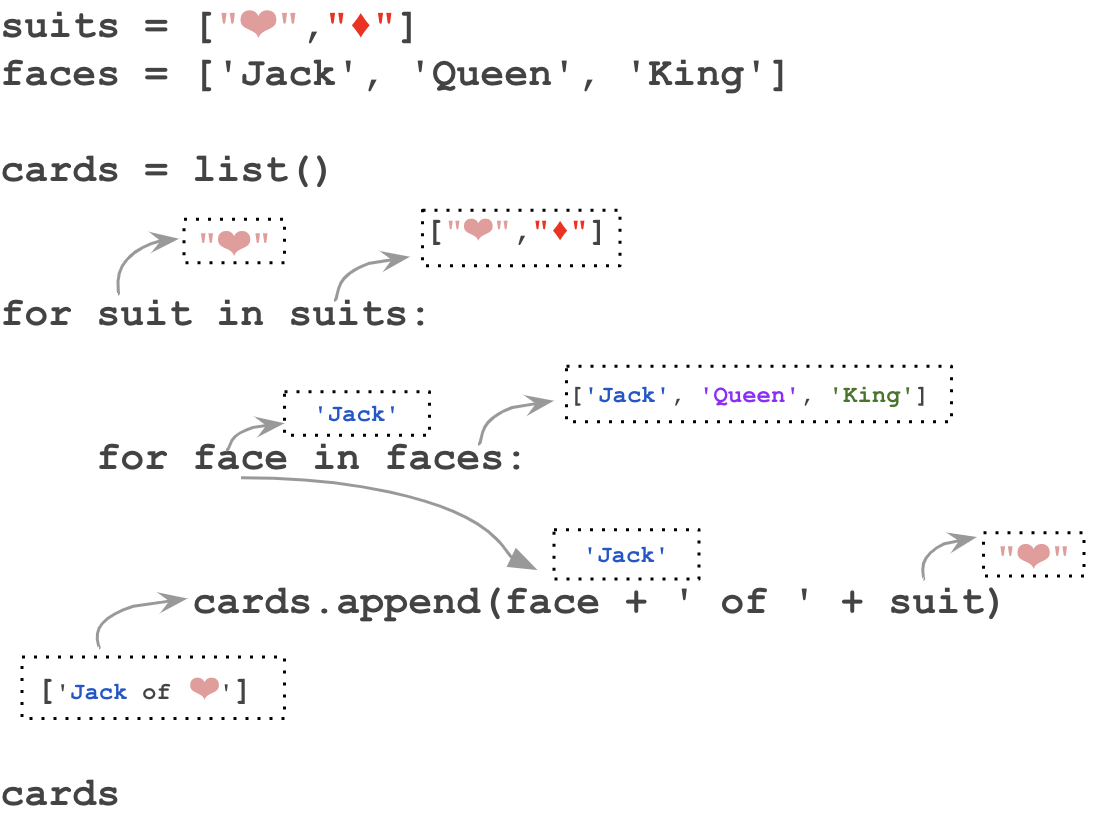 suits = ["❤","♦"]
faces = ['Jack', 'Queen', 'King']
cards = list()
"❤"
["❤","♦"]
for suit in suits:
['Jack', 'Queen', 'King']
'Jack'
for face in faces:
'Jack'
"❤"
cards.append(face + ' of ' + suit)
['Jack of ❤']
cards